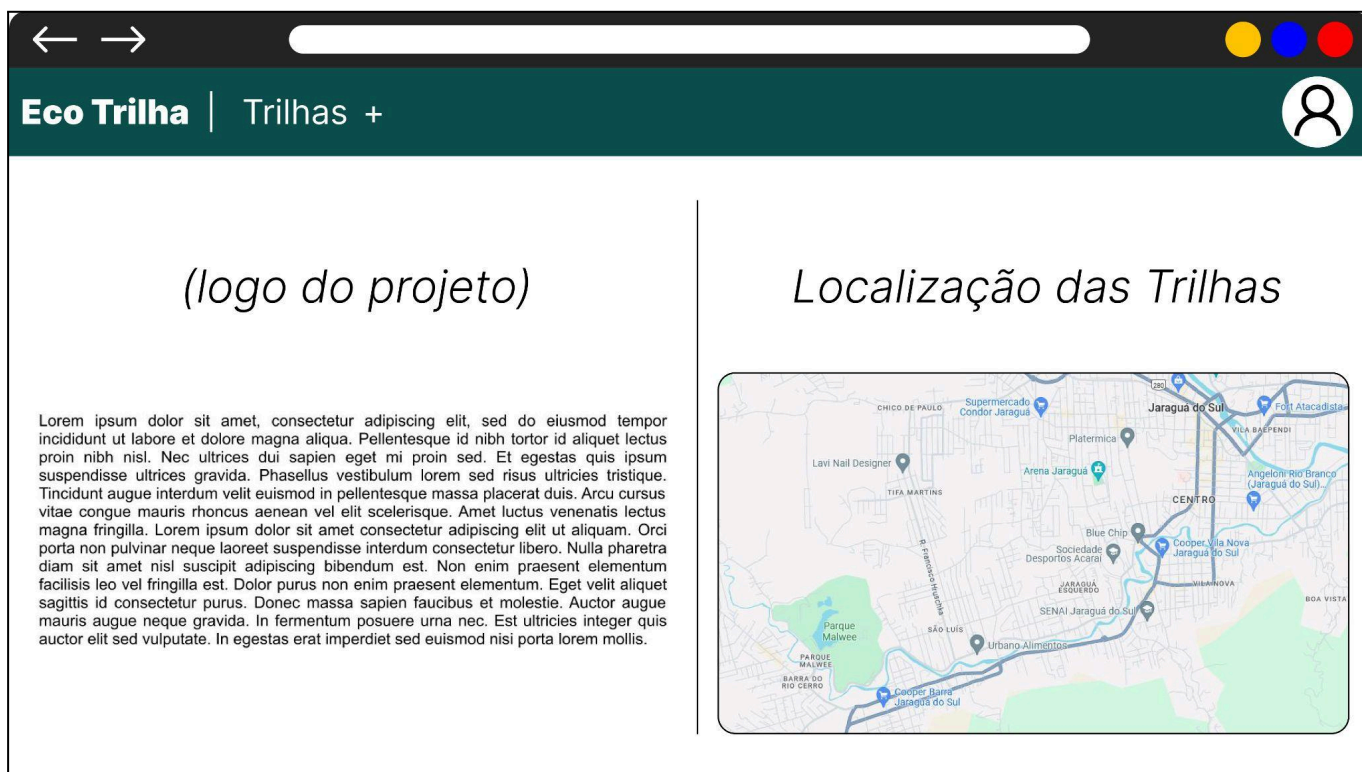 Eco Trilha | Trilhas +
(logo do projeto)
Lorem ipsum dolor sit amet, consectetur adipiscing elit, sed do eiusmod tempor
incididunt ut labore et dolore magna aliqua. Pellentesque id nibh tortor id aliquet lectus
proin nibh nisl. Nec ultrices dui sapien eget mi proin sed. Et egestas quis ipsum
suspendisse ultrices gravida. Phasellus vestibulum lorem sed risus ultricies tristique.
Tincidunt augue interdum velit euismod in pellentesque massa placerat duis. Arcu cursus
vitae congue mauris rhoncus aenean vel elit scelerisque. Amet luctus venenatis lectus
magna fringilla. Lorem ipsum dolor sit amet consectetur adipiscing elit ut aliquam. Orci
porta non pulvinar neque laoreet suspendisse interdum consectetur libero. Nulla pharetra
diam sit amet nisl suscipit adipiscing bibendum est. Non enim praesent elementum
facilisis leo vel fringilla est. Dolor purus non enim praesent elementum. Eget velit aliquet
sagittis id consectetur purus. Donec massa sapien faucibus et molestie. Auctor augue
mauris augue neque gravida. In fermentum posuere urna nec. Est ultricies integer quis
auctor elit sed vulputate. In egestas erat imperdiet sed euismod nisi porta lorem mollis.
Localização das Trilhas
280
CHICO DE PAULO
Supermercado
Condor Jaraguá
Jaraguá do Sul
Fort Atacadista
VILA BAEPENDI
Platermica
Lavi Nail Designer
Arena Jaraguá
Angeloni Rio Branco
(Jaraguá do Sul)...
TIFA MARTINS
CENTRO
Blue Chip
Cooper Vila Nova
Jaraguá do Sul
Sociedade
Desportos Acaraí
R. Francisco Hruschka
JARAGUÁ
ESQUERDO
VILA NOVA
BOA VISTA
SENAI Jaraguá do Sul
Parque
Malwee
SÃO LUÍS
Urbano Alimentos
PARQUE
MALWEE
BARRA DO
RIO CERRO
Cooper Barra
Jaraguá do Sul